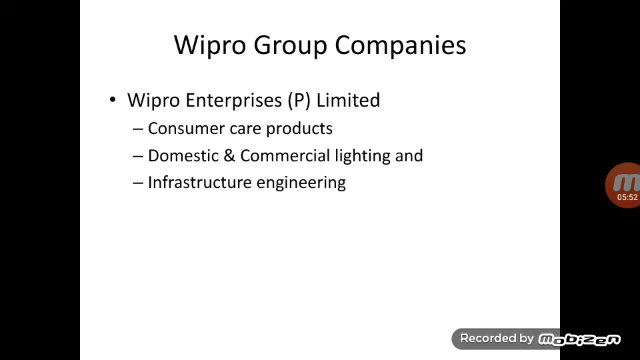 Wipro Group Companies
• Wipro Enterprises (P) Limited
– Consumer care products
– Domestic & Commercial lighting and
– Infrastructure engineering
05:52
Recorded by mobizen